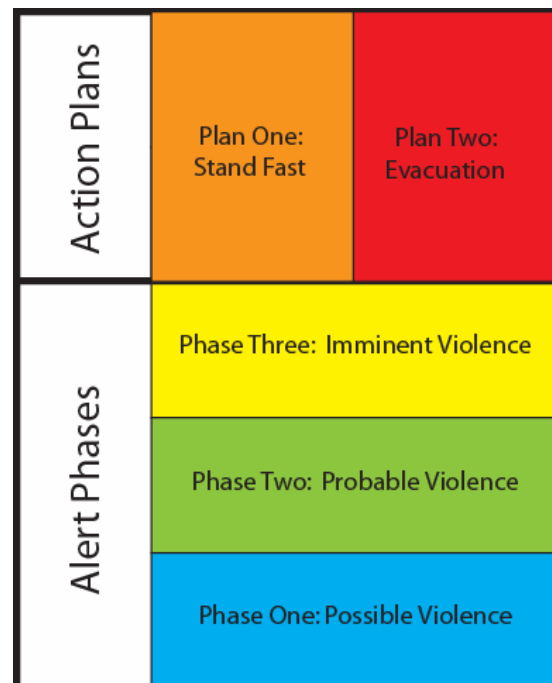 Action Plans
Plan One:
Stand Fast
Plan Two:
Evacuation
Alert Phases
Phase Three: Imminent Violence
Phase Two: Probable Violence
Phase One: Possible Violence